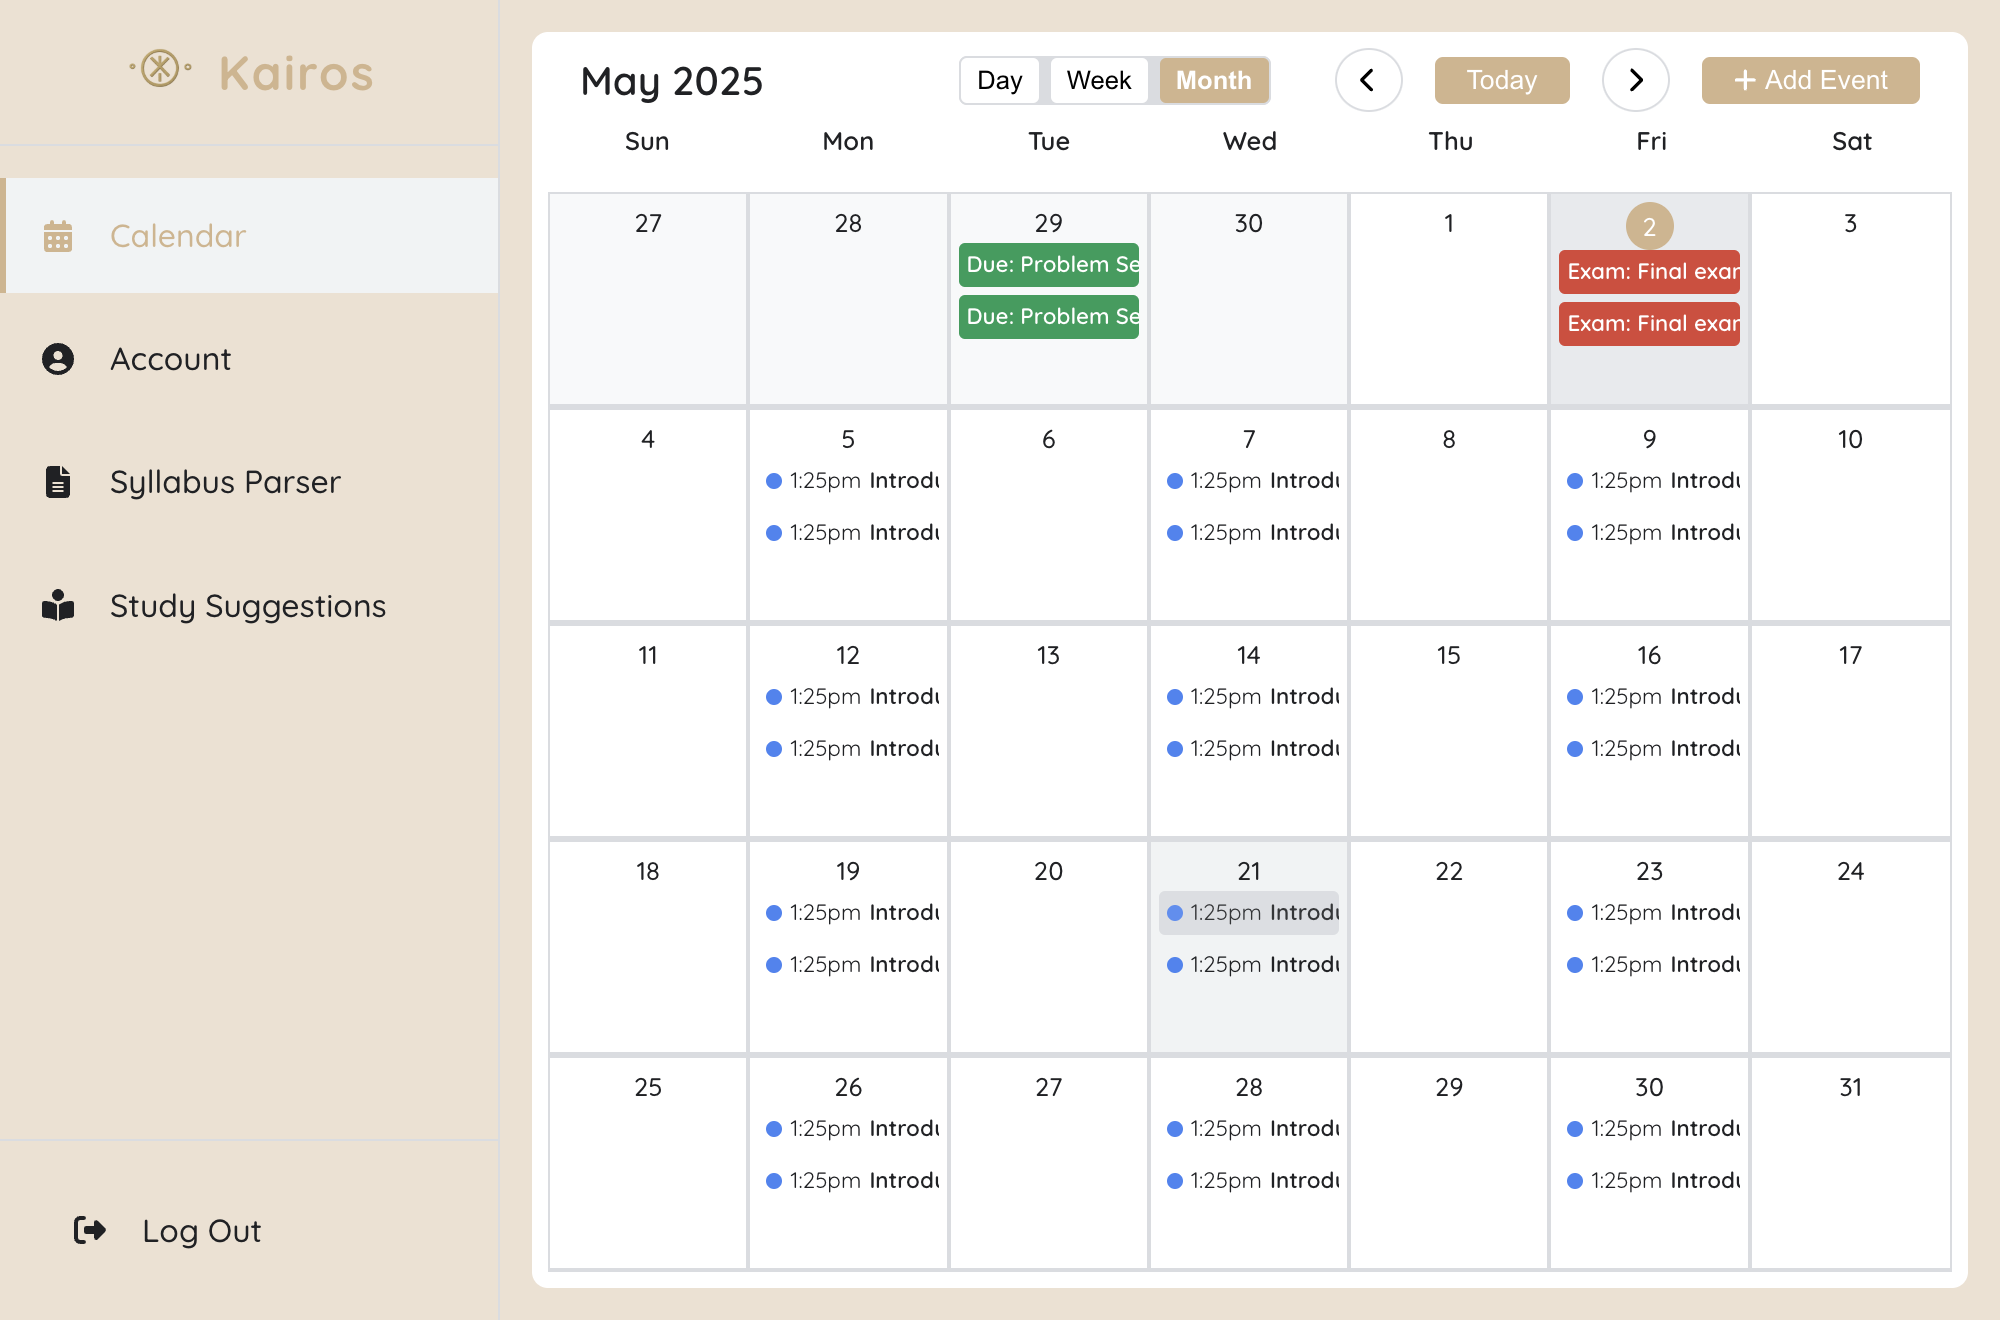 Kairos
Calendar
Account
Syllabus Parser
Study Suggestions
Log Out
May 2025
Day Week Month
Today
+ Add Event
Sun Mon Tue Wed Thu Fri Sat
27 28 29 30 1 2 3
Due: Problem Se
Due: Problem Se
Exam: Final exar
Exam: Final exar
4 5 6 7 8 9 10
1:25pm Introdu 1:25pm Introdu 1:25pm Introdu
1:25pm Introdu 1:25pm Introdu 1:25pm Introdu
11 12 13 14 15 16 17
1:25pm Introdu 1:25pm Introdu 1:25pm Introdu
1:25pm Introdu 1:25pm Introdu 1:25pm Introdu
18 19 20 21 22 23 24
1:25pm Introdu 1:25pm Introdu 1:25pm Introdu
1:25pm Introdu 1:25pm Introdu 1:25pm Introdu
25 26 27 28 29 30 31
1:25pm Introdu 1:25pm Introdu 1:25pm Introdu
1:25pm Introdu 1:25pm Introdu 1:25pm Introdu